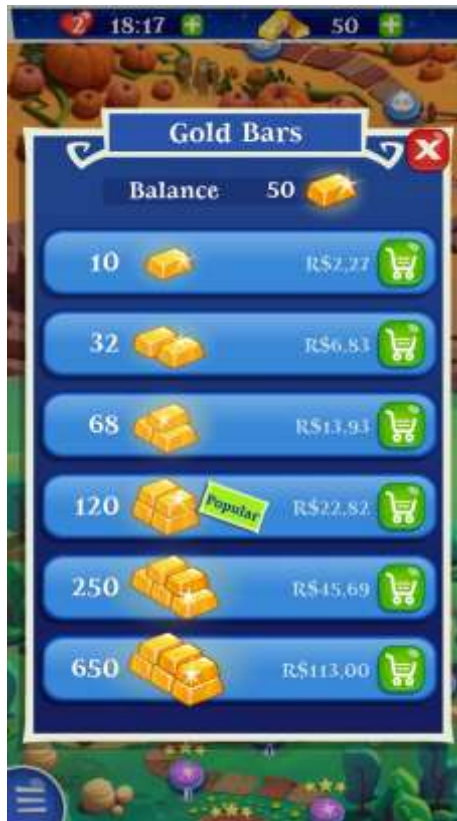 2 18:17 50
Gold Bars
Balance 50
10 R$2,27
32 R$6,83
68 R$13,93
120 Popular R$22,82
250 R$45,69
650 R$113,00